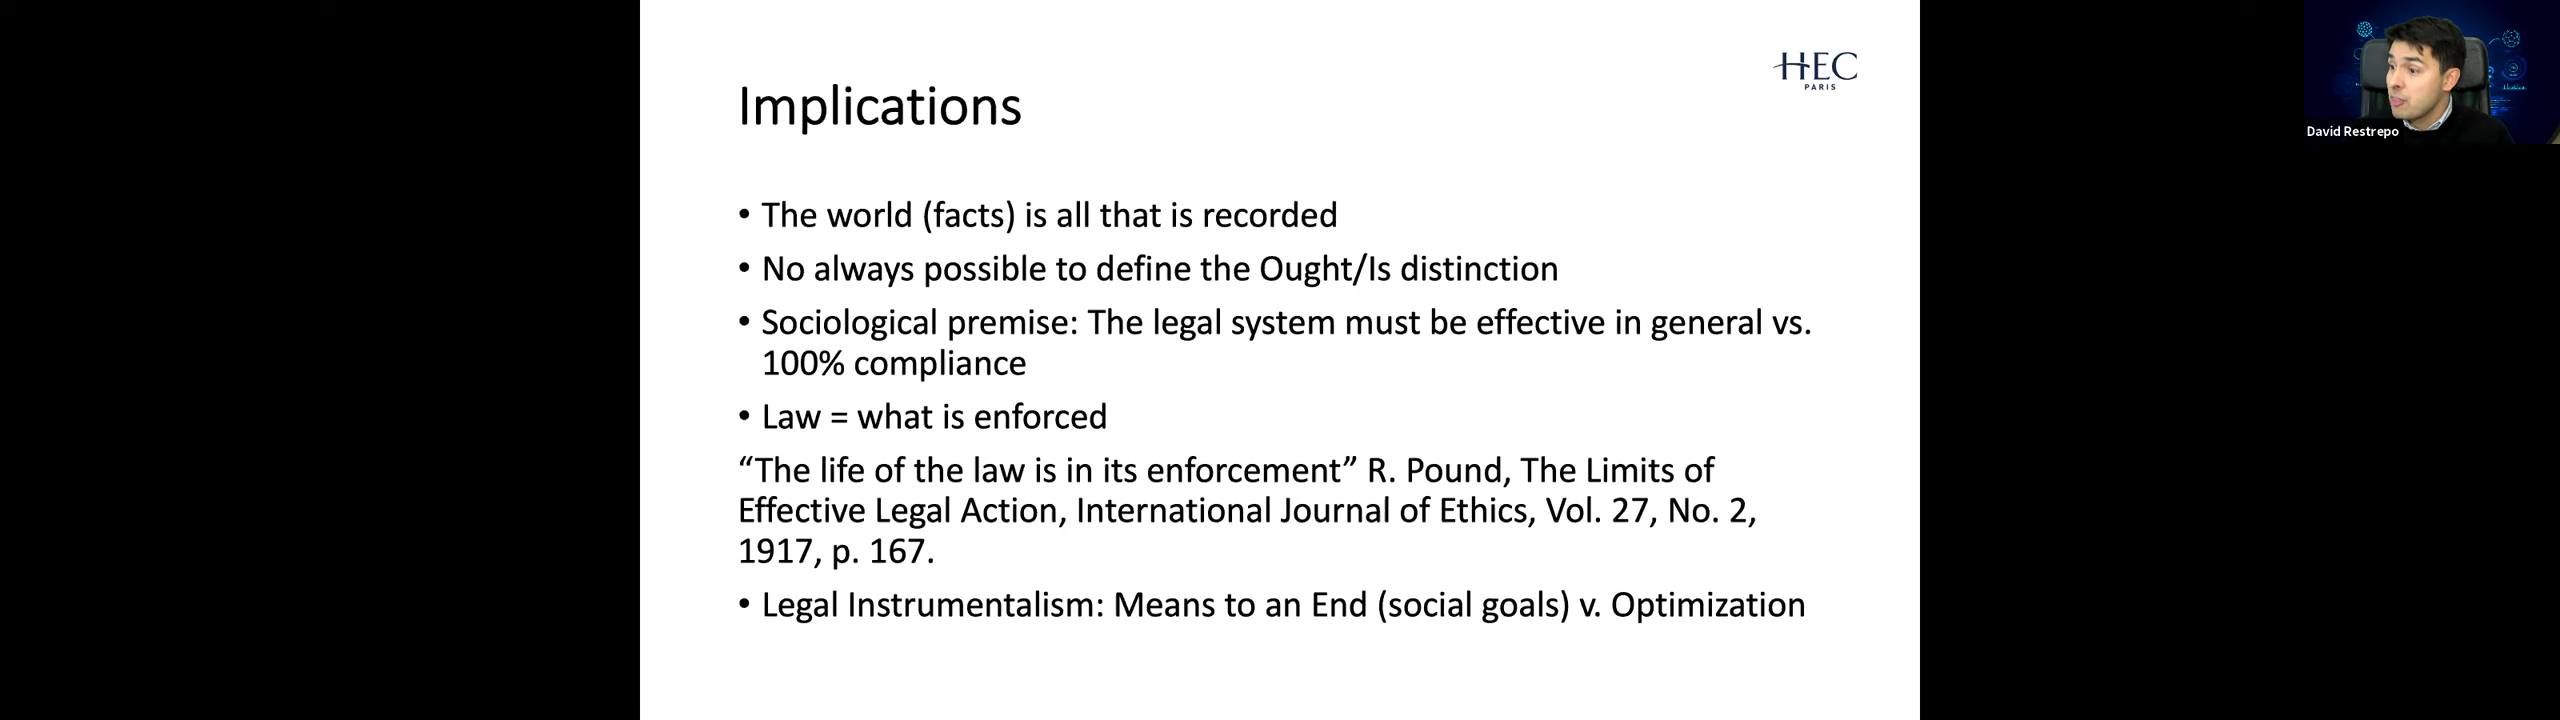 HEC
PARIS
Implications
David Restrepo
• The world (facts) is all that is recorded
• No always possible to define the Ought/Is distinction
• Sociological premise: The legal system must be effective in general vs.
100% compliance
• Law = what is enforced
“The life of the law is in its enforcement” R. Pound, The Limits of
Effective Legal Action, International Journal of Ethics, Vol. 27, No. 2,
1917, p. 167.
• Legal Instrumentalism: Means to an End (social goals) v. Optimization